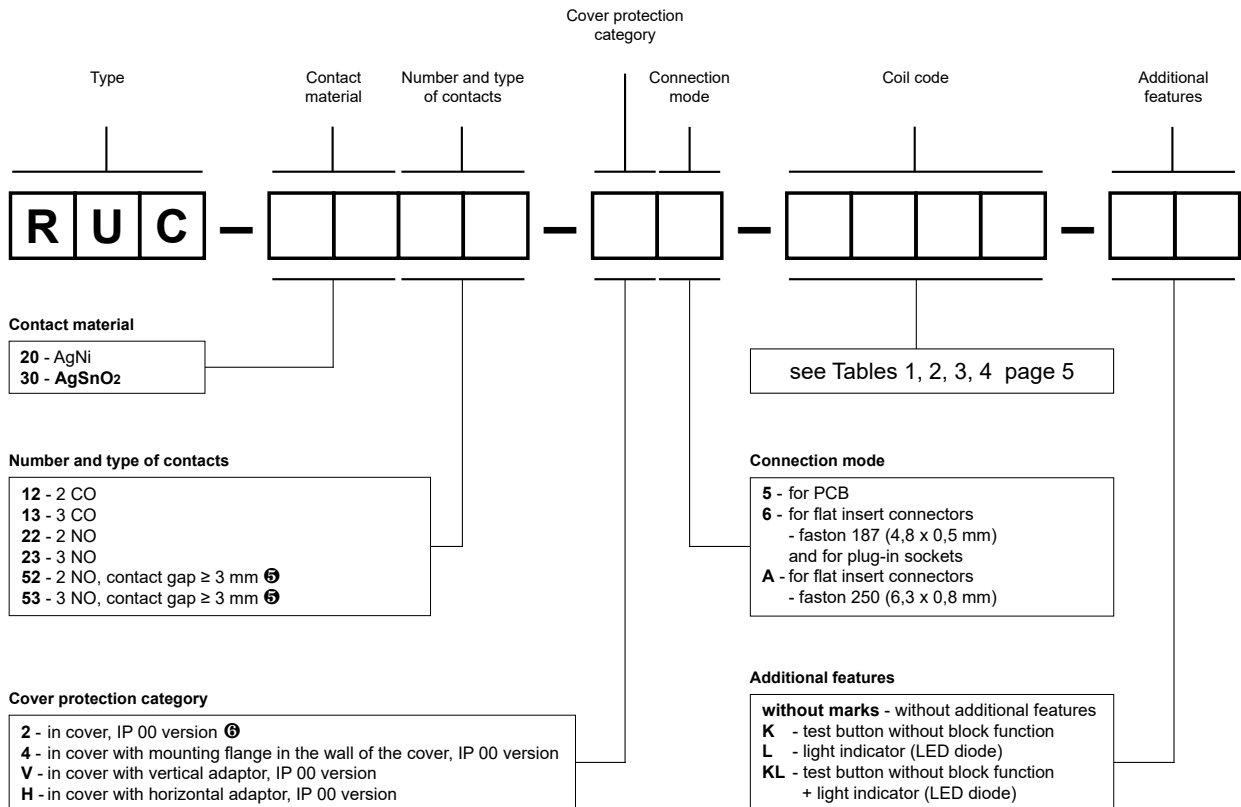 Cover protection
category
Type
Contact
material
Number and type
of contacts
Connection
mode
Coil code
Additional
features
R U C – – – –
Contact material
20 - AgNi
30 - AgSnO2
see Tables 1, 2, 3, 4 page 5
Number and type of contacts
12 - 2 CO
13 - 3 CO
22 - 2 NO
23 - 3 NO
52 - 2 NO, contact gap ≥ 3 mm ❺
53 - 3 NO, contact gap ≥ 3 mm ❺
Connection mode
5 - for PCB
6 - for flat insert connectors
- faston 187 (4,8 x 0,5 mm)
and for plug-in sockets
A - for flat insert connectors
- faston 250 (6,3 x 0,8 mm)
Cover protection category
2 - in cover, IP 00 version ❻
4 - in cover with mounting flange in the wall of the cover, IP 00 version
V - in cover with vertical adaptor, IP 00 version
H - in cover with horizontal adaptor, IP 00 version
Additional features
without marks - without additional features
K - test button without block function
L - light indicator (LED diode)
KL - test button without block function
+ light indicator (LED diode)